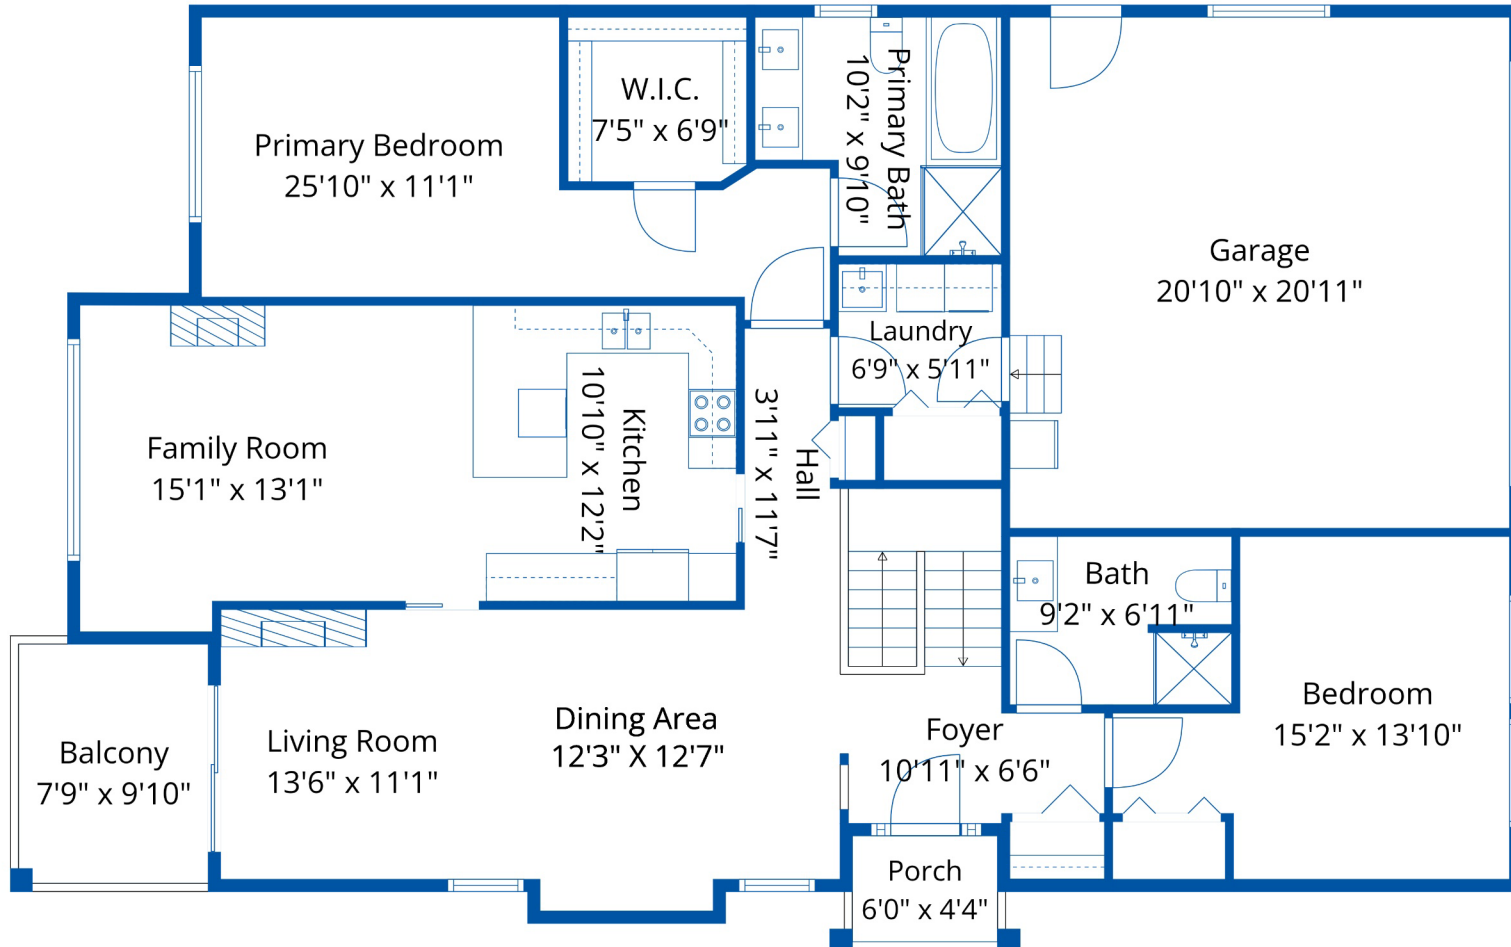 W.I.C.
7'5" x 6'9"
Primary Bath
10'2" x 9'10"
Primary Bedroom
25'10" x 11'1"
Garage
20'10" x 20'11"
Laundry
6'9" x 5'11"
Family Room
15'1" x 13'1"
Kitchen
10'10" x 12'2"
Hall
3'11" x 11'7"
Bath
9'2" x 6'11"
Bedroom
15'2" x 13'10"
Dining Area
12'3" X 12'7"
Foyer
10'11" x 6'6"
Living Room
13'6" x 11'1"
Balcony
7'9" x 9'10"
Porch
6'0" x 4'4"